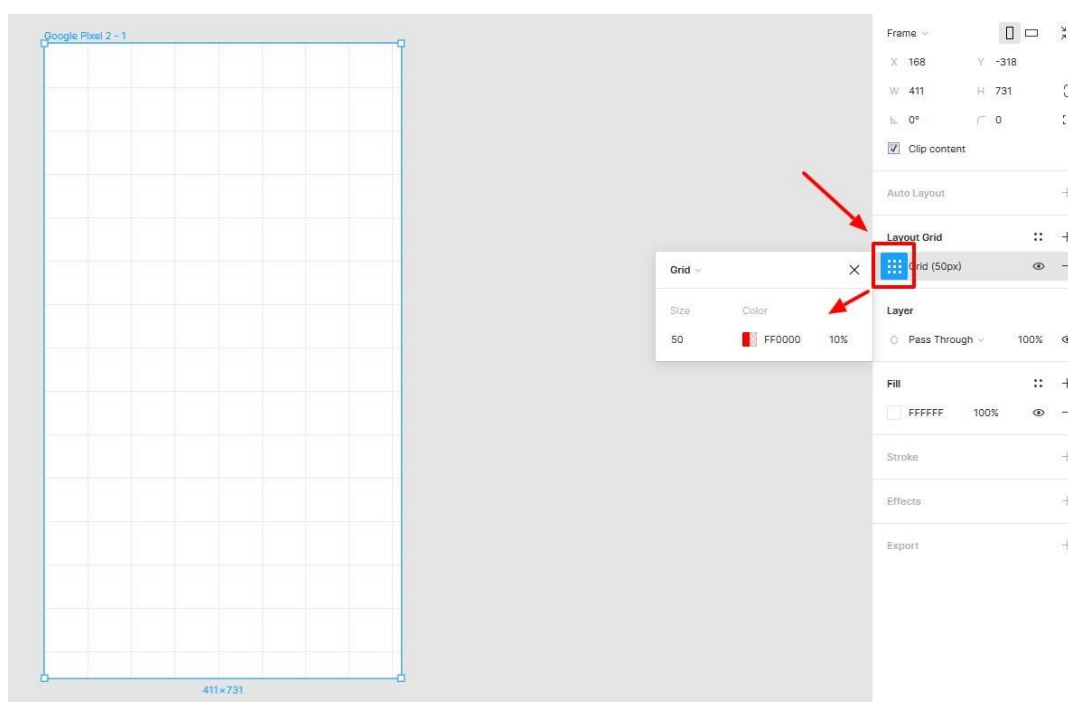 Google Pixel 2 - 1
411×731
Grid
Size Color
50 FF0000 10%
Frame
X 168 Y -318
W 411 H 731
0° 0
Clip content
Auto Layout
Layout Grid
Grid (50px)
Layer
Pass Through 100%
Fill
FFFFFF 100%
Stroke
Effects
Export